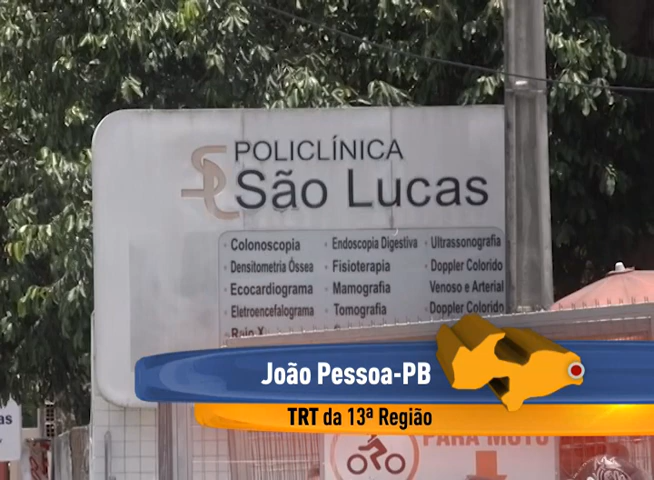 POLICLÍNICA
São Lucas
Colonoscopia
Densitometria Óssea
Ecocardiograma
Eletroencefalograma
Raio X
Endoscopia Digestiva
Fisioterapia
Mamografia
Tomografia
Ultrassonografia
Doppler Colorido
Venoso e Arterial
Doppler Colorido
João Pessoa-PB
TRT da 13ª Região
PARA MOTO